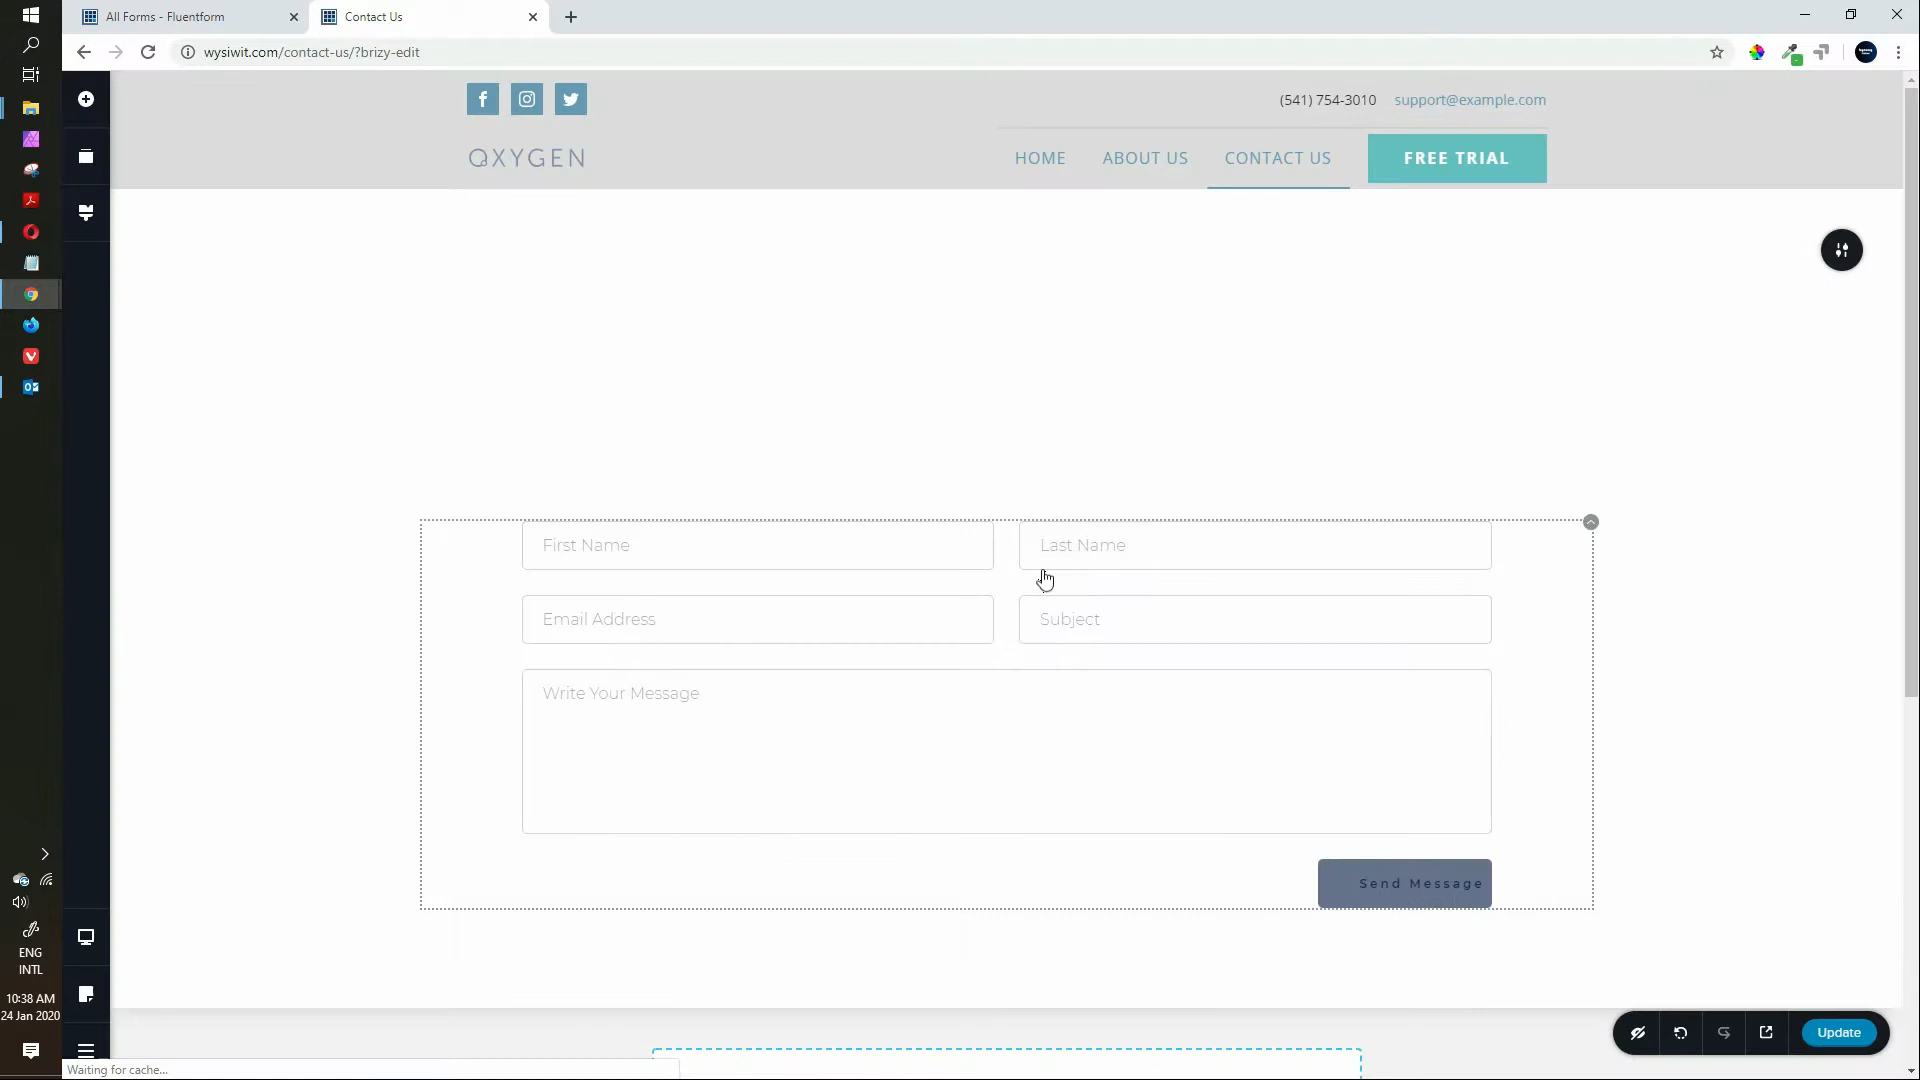 All Forms - Fluentform
Contact Us
wysiwit.com/contact-us/?brizy-edit
(541) 754-3010
support@example.com
OXYGEN
HOME
ABOUT US
CONTACT US
FREE TRIAL
First Name
Last Name
Email Address
Subject
Write Your Message
Send Message
ENG
INTL
10:38 AM
24 Jan 2020
Update
Waiting for cache...